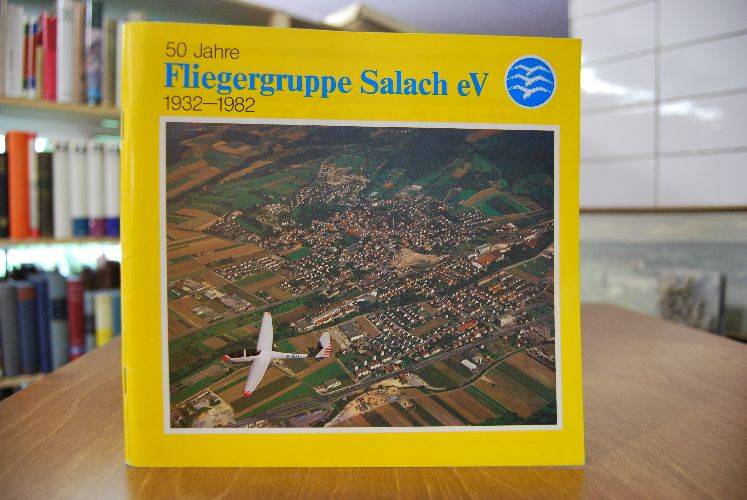 50 Jahre
Fliegergruppe Salach eV
1932—1982